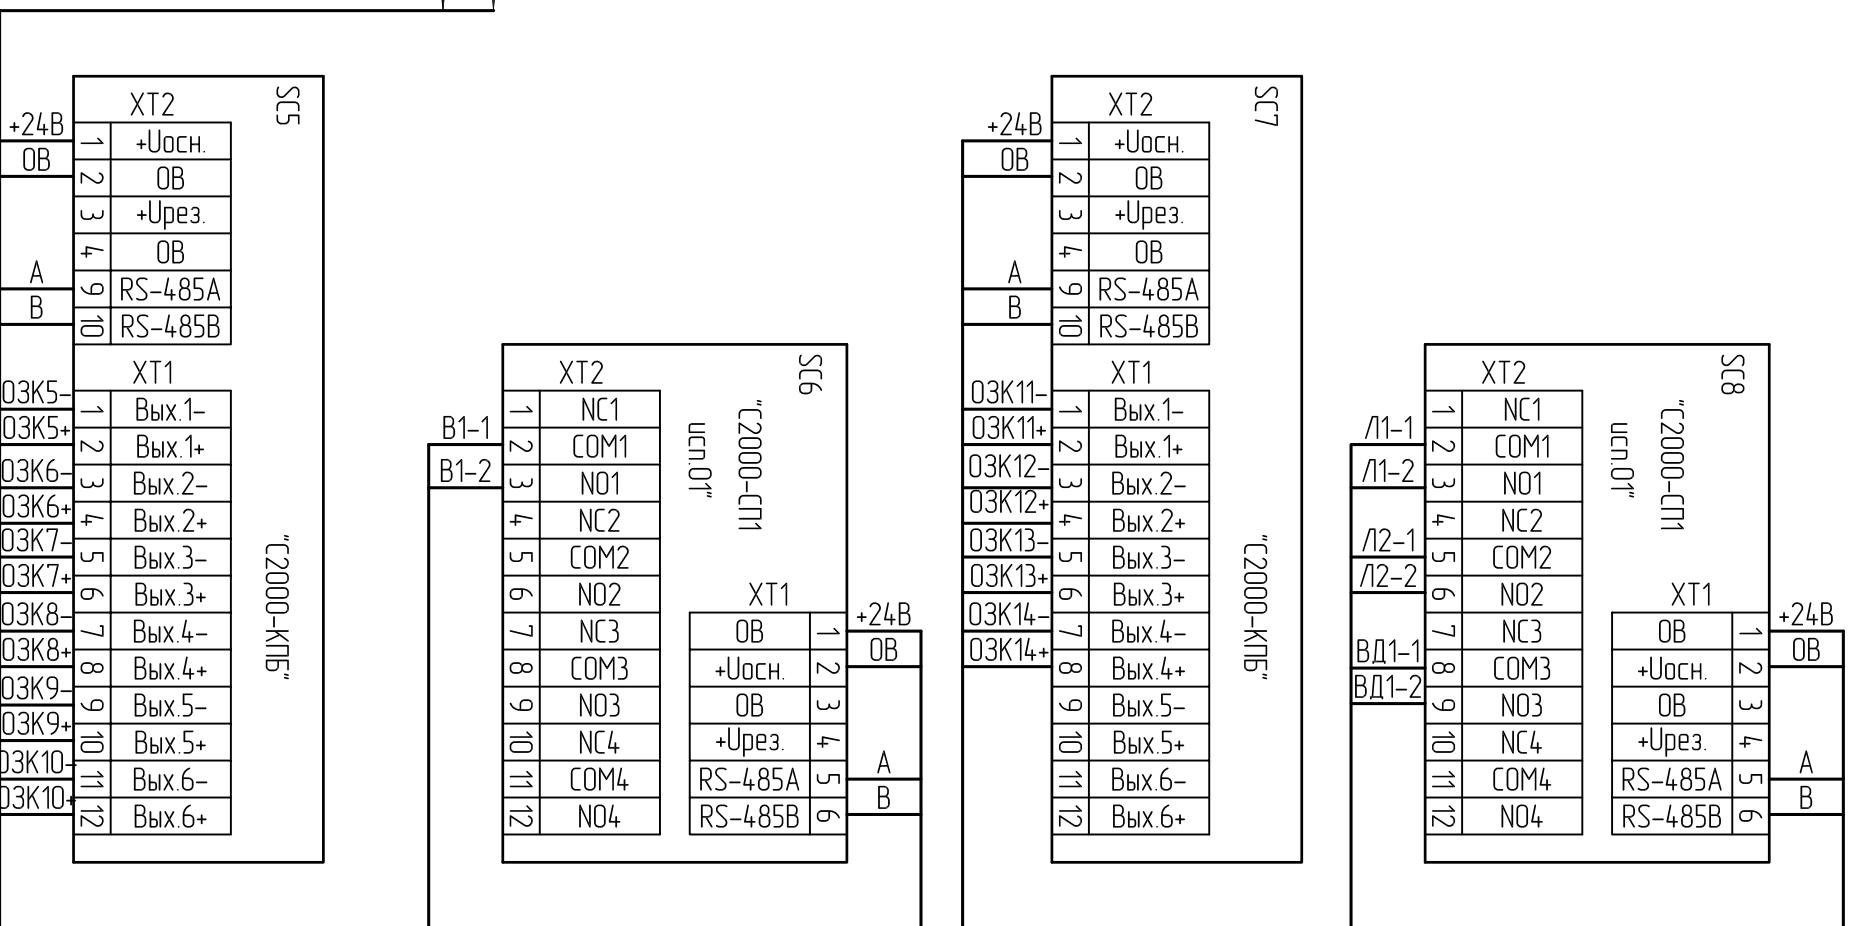 SC5
XT2
+24В
1 +Uосн.
0В
2 0В
3 +Uрез.
4 0В
А
9 RS-485A
В
10 RS-485B
XT1
ОЗК5-
1 Вых.1-
ОЗК5+
2 Вых.1+
ОЗК6-
3 Вых.2-
ОЗК6+
4 Вых.2+
ОЗК7-
5 Вых.3-
ОЗК7+
6 Вых.3+
ОЗК8-
7 Вых.4-
ОЗК8+
8 Вых.4+
ОЗК9-
9 Вых.5-
ОЗК9+
10 Вых.5+
ОЗК10-
11 Вых.6-
ОЗК10+
12 Вых.6+
"С2000-КПБ"
SC6
XT2
1 NC1
В1-1
2 COM1
В1-2
3 NO1
4 NC2
5 COM2
6 NO2
7 NC3
8 COM3
9 NO3
10 NC4
11 COM4
12 NO4
"С2000-СП1
исп.01"
XT1
+24В
0В 1
0В
+Uосн. 2
0В 3
+Uрез. 4
А
RS-485A 5
В
RS-485B 6
SC7
XT2
+24В
1 +Uосн.
0В
2 0В
3 +Uрез.
4 0В
А
9 RS-485A
В
10 RS-485B
XT1
ОЗК11-
1 Вых.1-
ОЗК11+
2 Вых.1+
ОЗК12-
3 Вых.2-
ОЗК12+
4 Вых.2+
ОЗК13-
5 Вых.3-
ОЗК13+
6 Вых.3+
ОЗК14-
7 Вых.4-
ОЗК14+
8 Вых.4+
9 Вых.5-
10 Вых.5+
11 Вых.6-
12 Вых.6+
"С2000-КПБ"
SC8
XT2
1 NC1
Л1-1
2 COM1
Л1-2
3 NO1
4 NC2
Л2-1
5 COM2
Л2-2
6 NO2
7 NC3
ВД1-1
8 COM3
ВД1-2
9 NO3
10 NC4
11 COM4
12 NO4
"С2000-СП1
исп.01"
XT1
+24В
0В 1
0В
+Uосн. 2
0В 3
+Uрез. 4
А
RS-485A 5
В
RS-485B 6